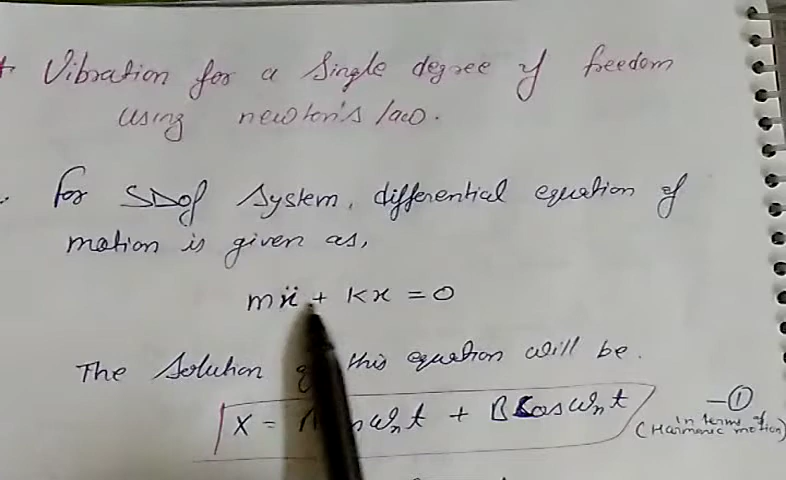 Vibration for a single degree of freedom
using newton's law.
for SDof System, differential equation of
motion is given as,
mẍ + kx = 0
The Solution this equation will be.
x = ωₙt + B Cos ωₙt — ①
(in terms of Harmonic motion)